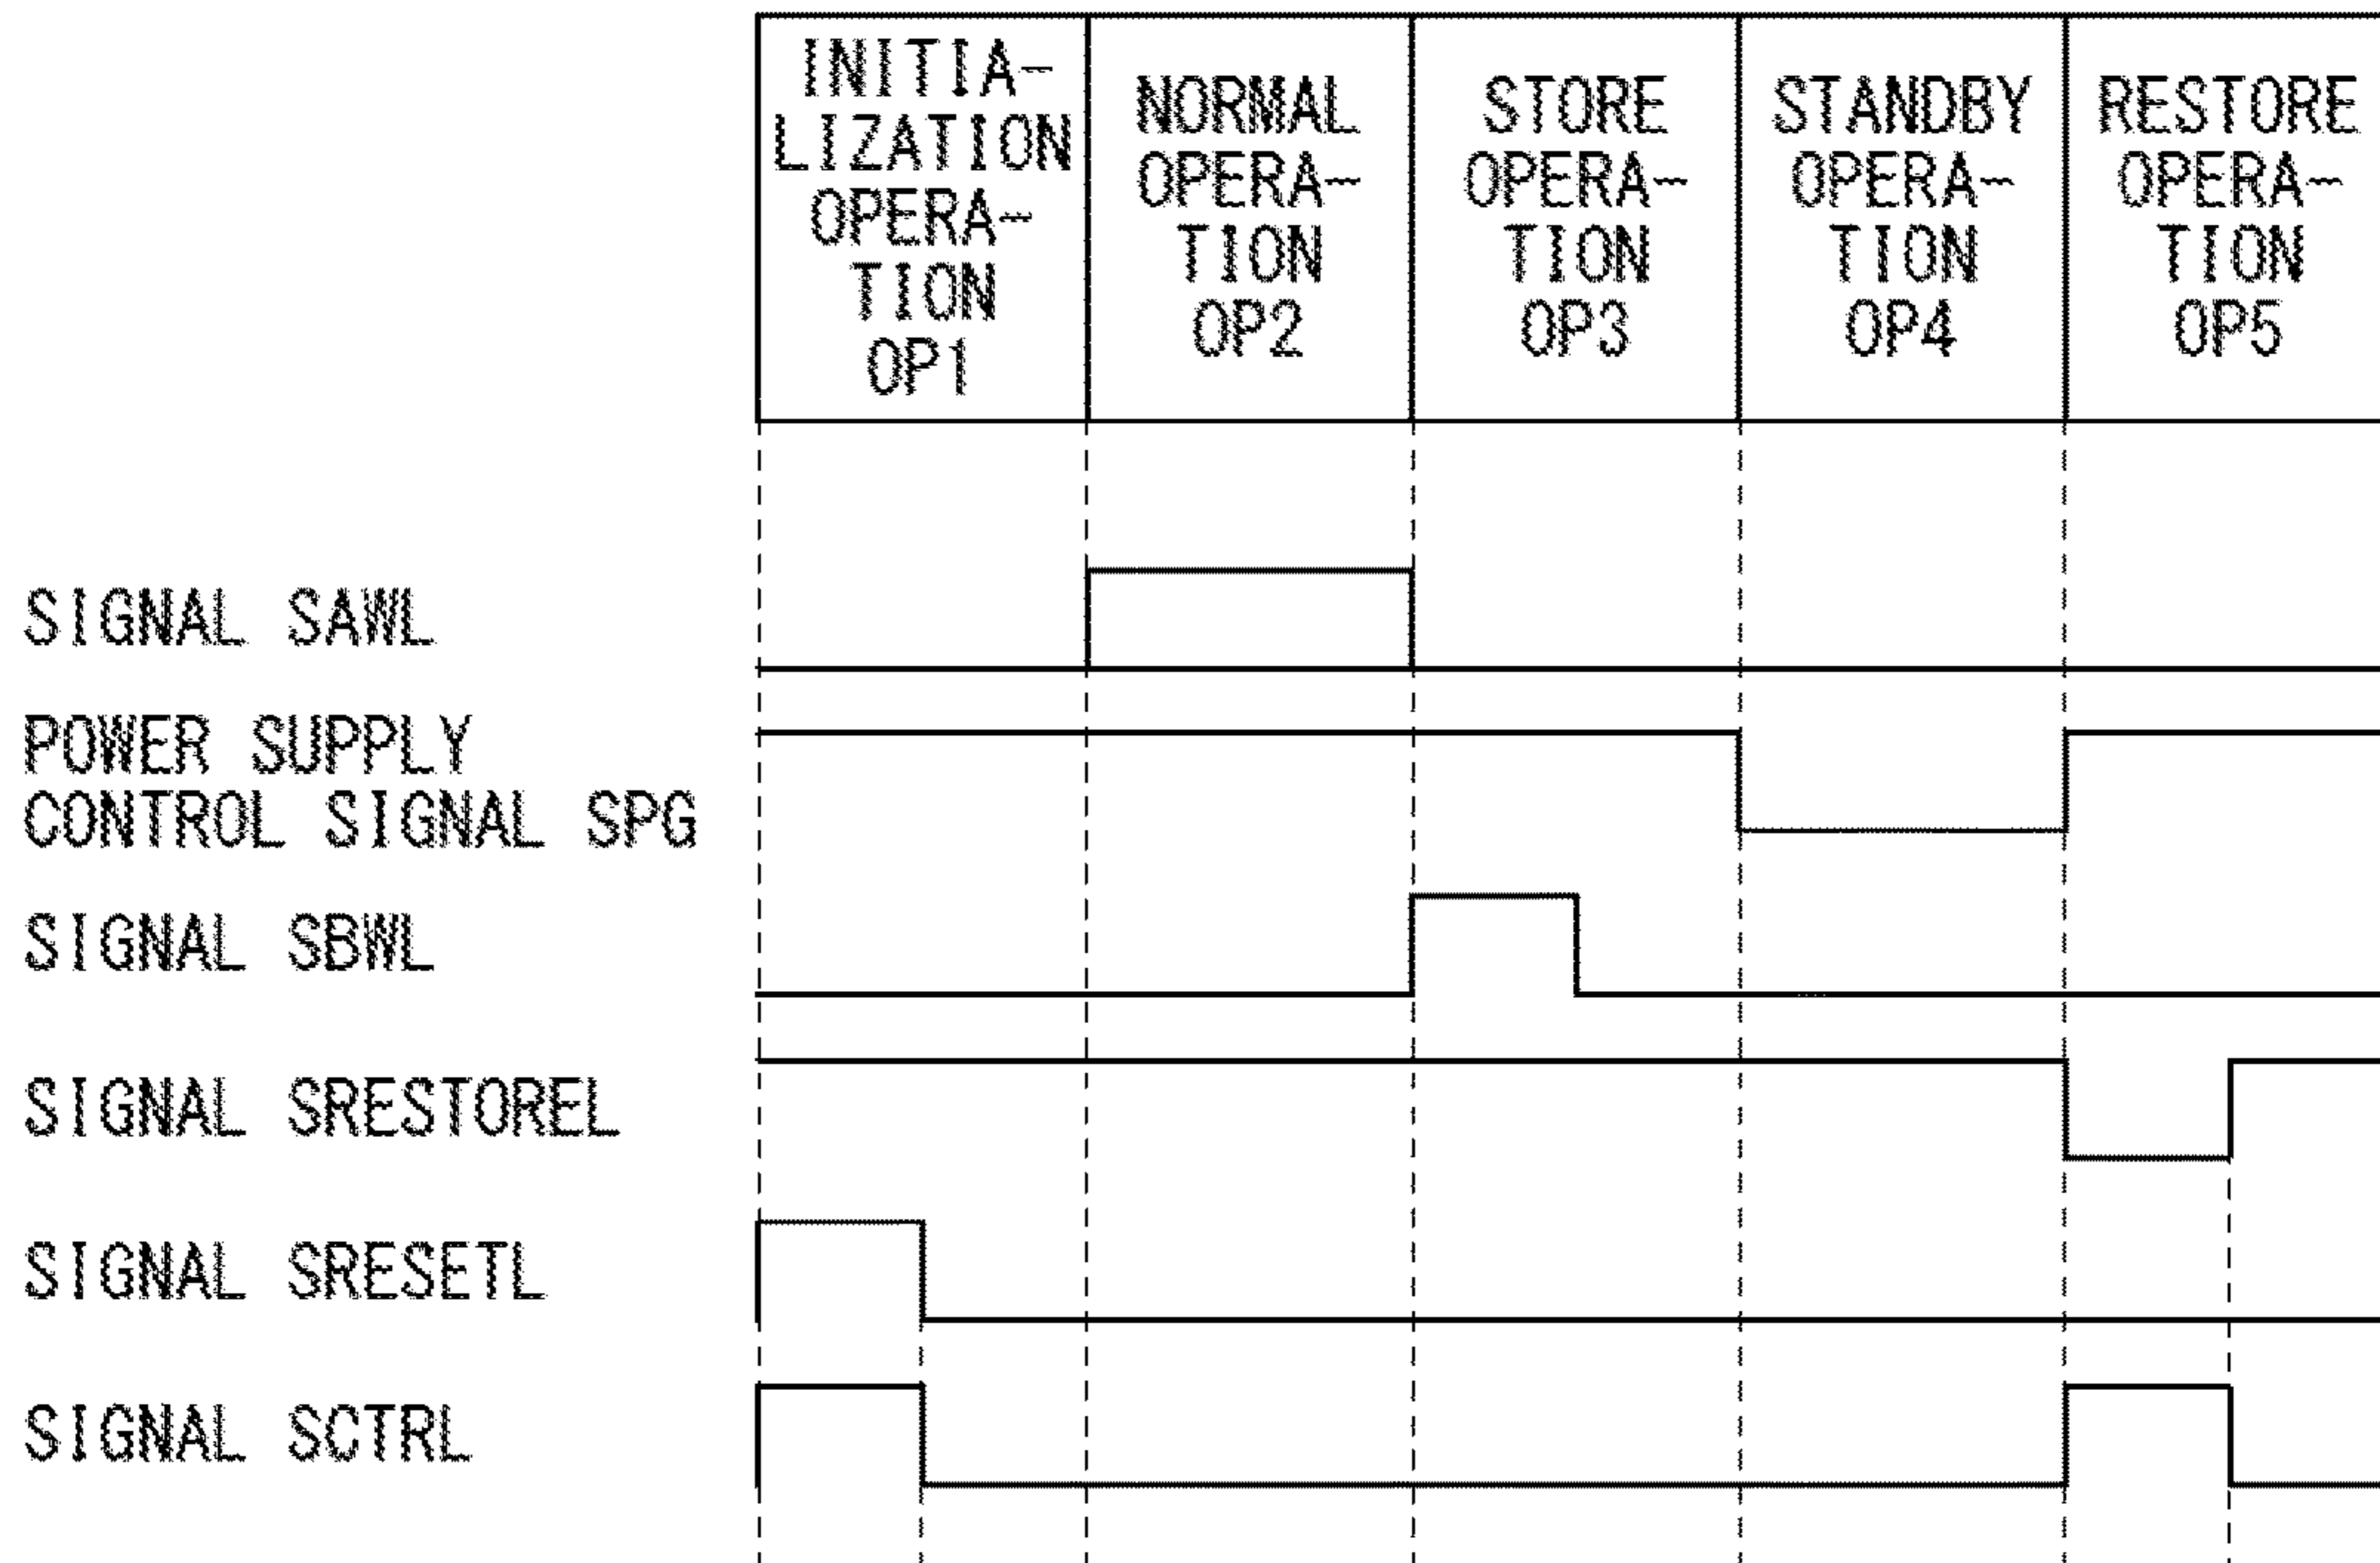 INITIA-
LIZATION
OPERA-
TION
OP1
NORMAL
OPERA-
TION
OP2
STORE
OPERA-
TION
OP3
STANDBY
OPERA-
TION
OP4
RESTORE
OPERA-
TION
OP5
SIGNAL SAWL
POWER SUPPLY
CONTROL SIGNAL SPG
SIGNAL SBWL
SIGNAL SRESTOREL
SIGNAL SRESETL
SIGNAL SCTRL